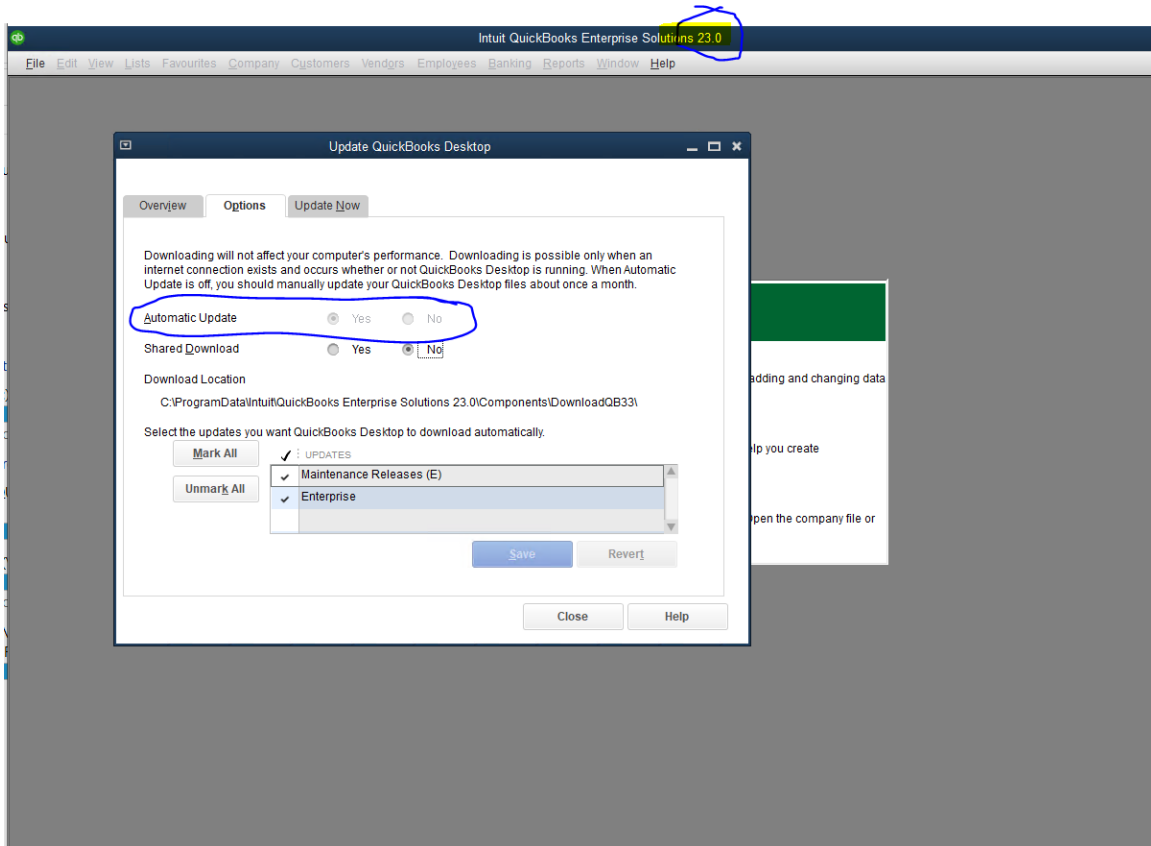 Intuit QuickBooks Enterprise Solutions 23.0
File Edit View Lists Favourites Company Customers Vendors Employees Banking Reports Window Help
Update QuickBooks Desktop
Overview Options Update Now
Downloading will not affect your computer's performance. Downloading is possible only when an
internet connection exists and occurs whether or not QuickBooks Desktop is running. When Automatic
Update is off, you should manually update your QuickBooks Desktop files about once a month.
Automatic Update Yes No
Shared Download Yes No
Download Location
C:\ProgramData\Intuit\QuickBooks Enterprise Solutions 23.0\Components\DownloadQB33\
Select the updates you want QuickBooks Desktop to download automatically.
Mark All
UPDATES
Maintenance Releases (E)
Unmark All
Enterprise
Save Revert
Close Help
adding and changing data
you create
the company file or